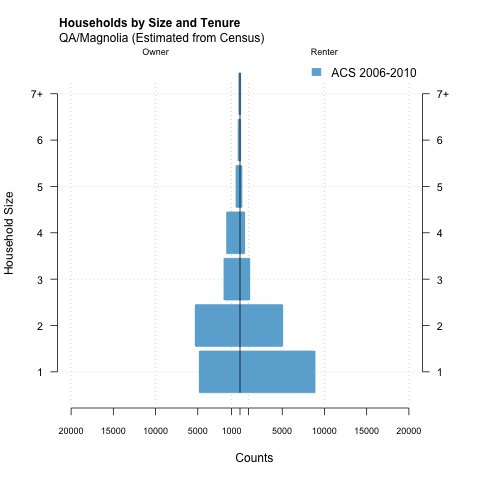 Households by Size and Tenure
QA/Magnolia (Estimated from Census)
Owner Renter
ACS 2006-2010
7+ 7+
6 6
5 5
4 4
3 3
2 2
1 1
Household Size
20000 15000 10000 5000 1000 5000 10000 15000 20000
Counts